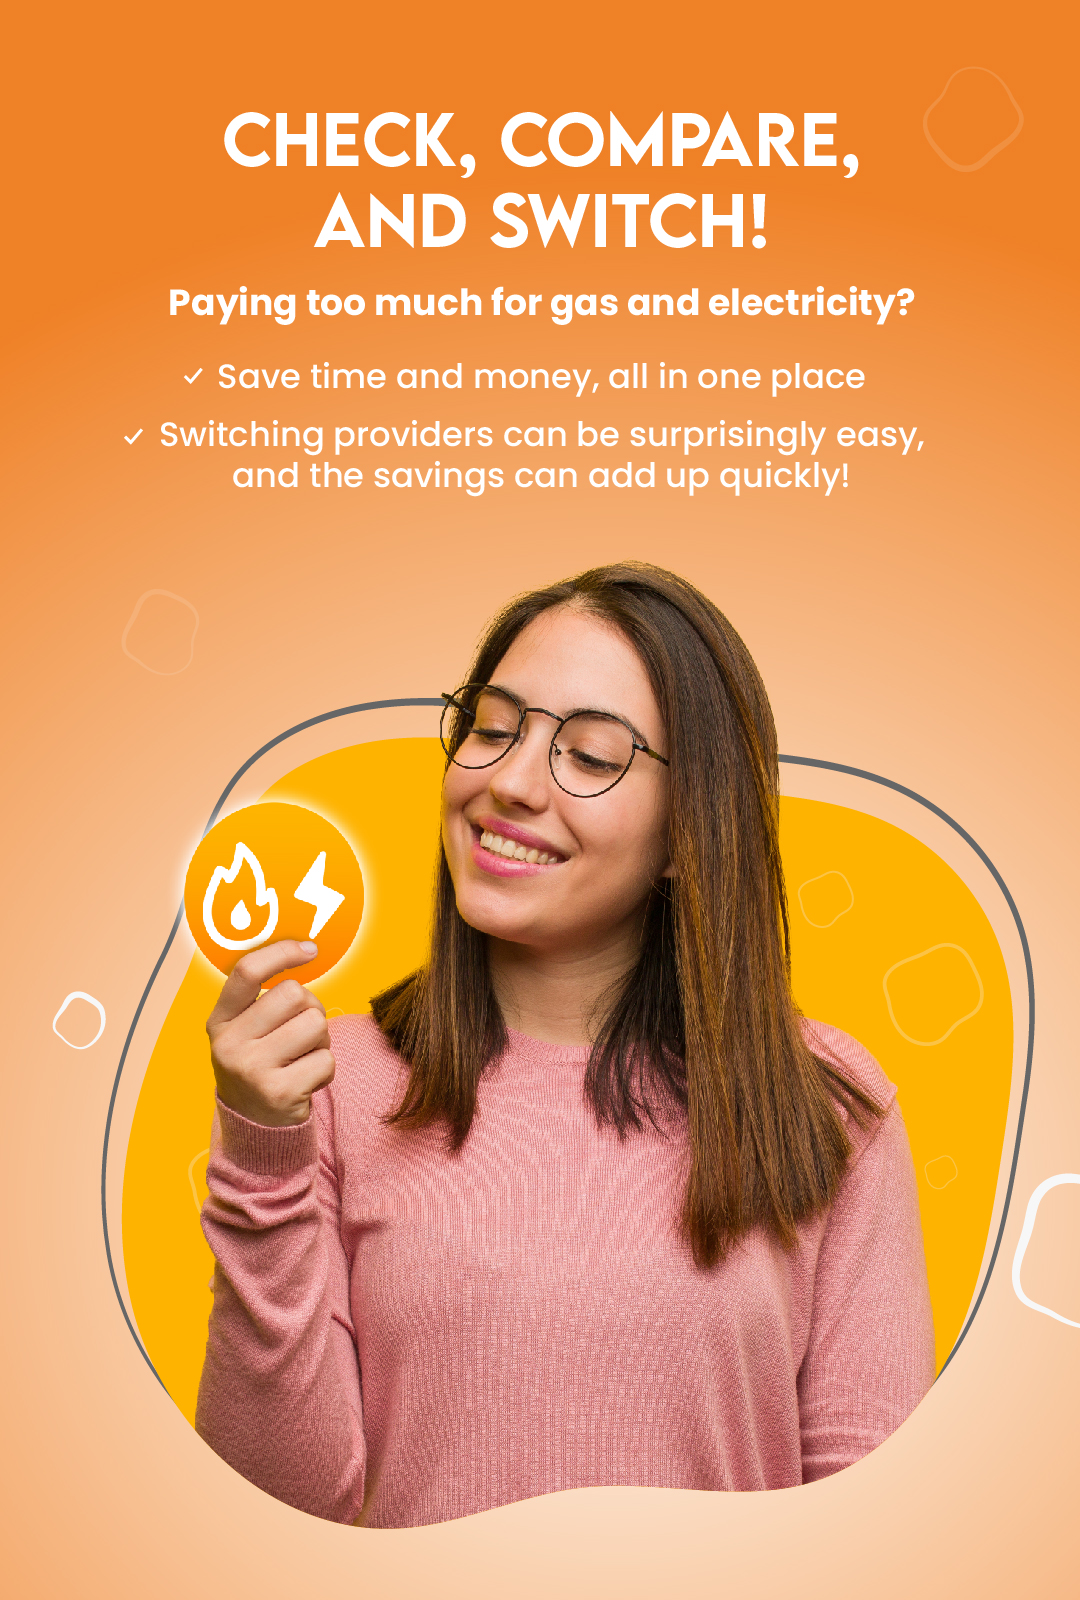 CHECK, COMPARE,
AND SWITCH!
Paying too much for gas and electricity?
Save time and money, all in one place
Switching providers can be surprisingly easy,
and the savings can add up quickly!